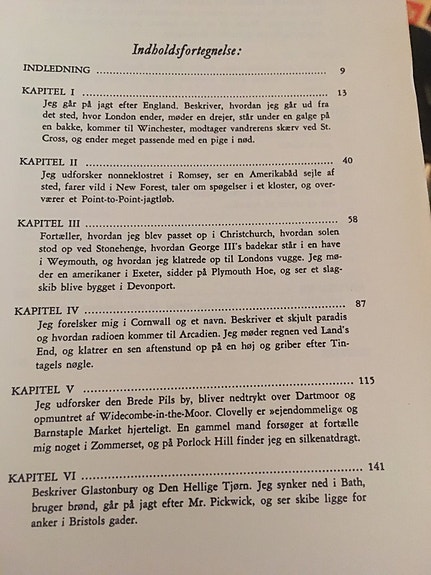 Indholdsfortegnelse:
INDLEDNING ........ 9
KAPITEL I ........ 13
Jeg går på jagt efter England. Beskriver, hvordan jeg går ud fra
det sted, hvor London ender, møder en drejer, står under en galge på
en bakke, kommer til Winchester, modtager vandrerens skærv ved St.
Cross, og ender meget passende med en pige i nød.
KAPITEL II ........ 40
Jeg udforsker nonneklostret i Romsey, ser en Amerikabåd sejle af
sted, farer vild i New Forest, taler om spøgelser i et kloster, og over-
værer et Point-to-Point-jagtløb.
KAPITEL III ........ 58
Fortæller, hvordan jeg blev passet op i Christchurch, hvordan solen
stod op ved Stonehenge, hvordan George III's badekar står i en have
i Weymouth, og hvordan jeg klatrede op til Londons vugge. Jeg mø-
der en amerikaner i Exeter, sidder på Plymouth Hoe, og ser et slag-
skib blive bygget i Devonport.
KAPITEL IV ........ 87
Jeg forelsker mig i Cornwall og et navn. Beskriver et skjult paradis
og hvordan radioen kommer til Arcadien. Jeg møder regnen ved Land's
End, og klatrer en sen aftenstund op på en høj og griber efter Tin-
tagels nøgle.
KAPITEL V ........ 115
Jeg udforsker den Brede Pils by, bliver nedtrykt over Dartmoor og
opmuntret af Widecombe-in-the-Moor. Clovelly er »ejendommelig« og
Barnstaple Market hjerteligt. En gammel mand forsøger at fortælle
mig noget i Zommerset, og på Porlock Hill finder jeg en silkenatdragt.
KAPITEL VI ........ 141
Beskriver Glastonbury og Den Hellige Tjørn. Jeg synker ned i Bath,
bruger brønd, går på jagt efter Mr. Pickwick, og ser skibe ligge for
anker i Bristols gader.